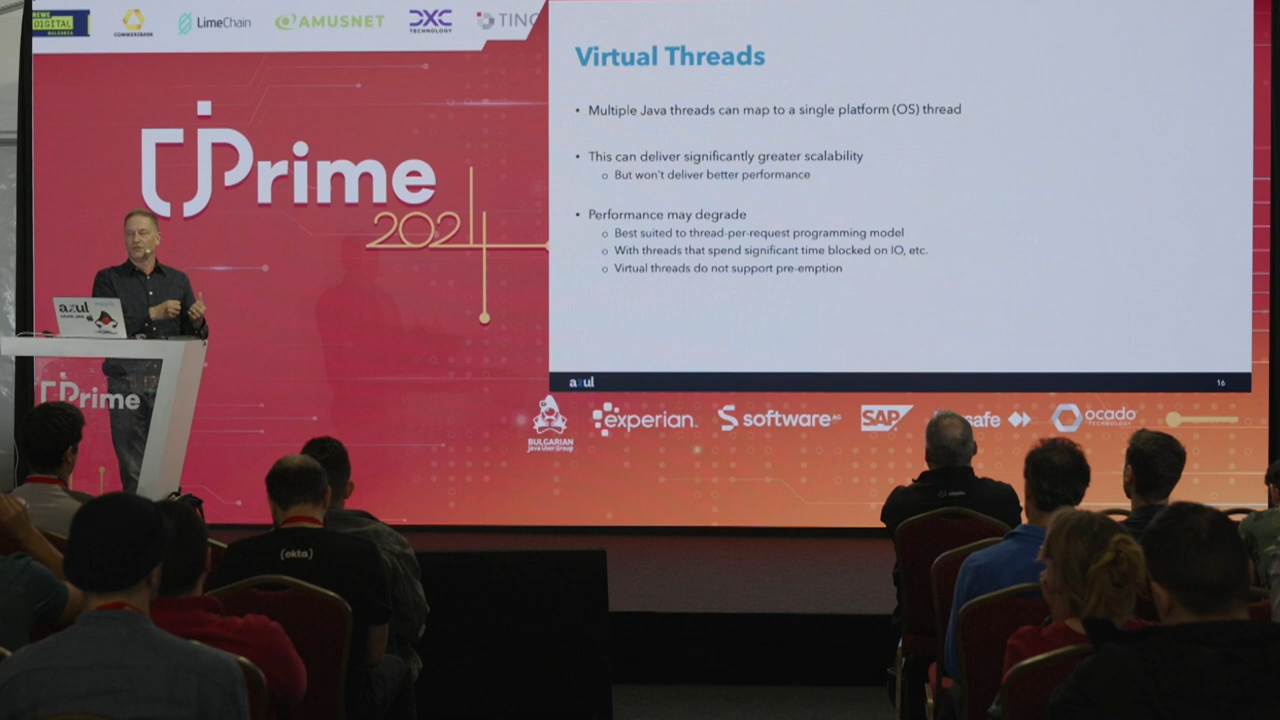 DIGITAL
BULGARIA
COMMERZBANK
LimeChain
AMUSNET
DXC
TECHNOLOGY
jPrime
2024
azul
jPrime
Virtual Threads
• Multiple Java threads can map to a single platform (OS) thread
• This can deliver significantly greater scalability
o But won't deliver better performance
• Performance may degrade
o Best suited to thread-per-request programming model
o With threads that spend significant time blocked on IO, etc.
o Virtual threads do not support pre-emption
azul
16
BULGARIAN
Java User Group
experian.
software AG
SAP
safe
ocado
TECHNOLOGY
{okta}